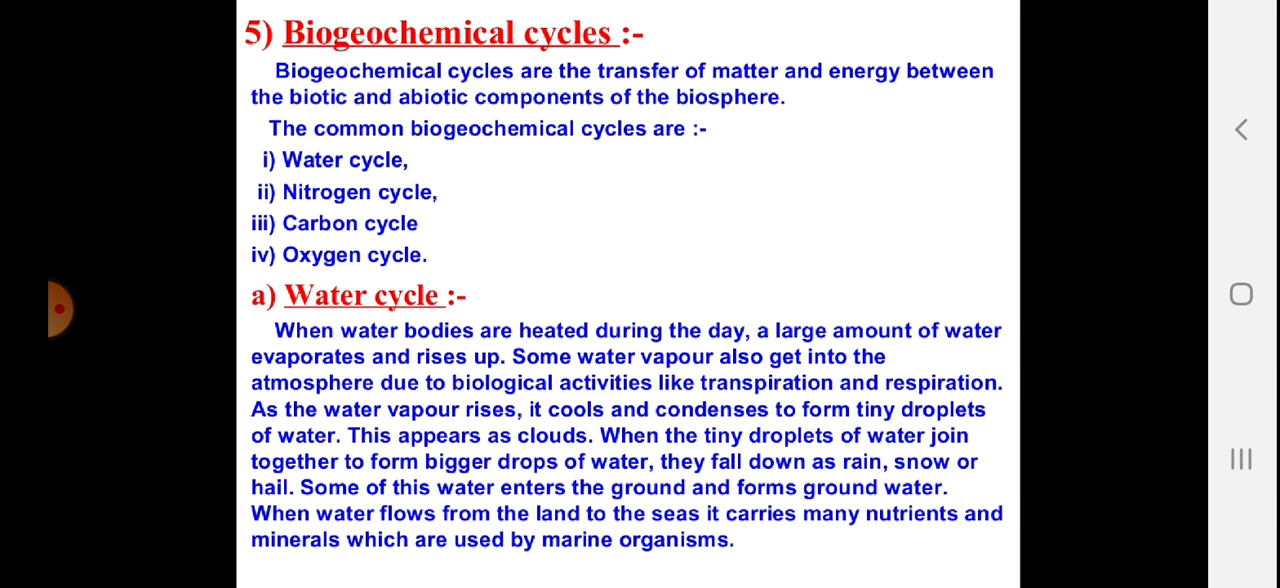 5) Biogeochemical cycles :-
Biogeochemical cycles are the transfer of matter and energy between
the biotic and abiotic components of the biosphere.
The common biogeochemical cycles are :-
i) Water cycle,
ii) Nitrogen cycle,
iii) Carbon cycle
iv) Oxygen cycle.
a) Water cycle :-
When water bodies are heated during the day, a large amount of water
evaporates and rises up. Some water vapour also get into the
atmosphere due to biological activities like transpiration and respiration.
As the water vapour rises, it cools and condenses to form tiny droplets
of water. This appears as clouds. When the tiny droplets of water join
together to form bigger drops of water, they fall down as rain, snow or
hail. Some of this water enters the ground and forms ground water.
When water flows from the land to the seas it carries many nutrients and
minerals which are used by marine organisms.